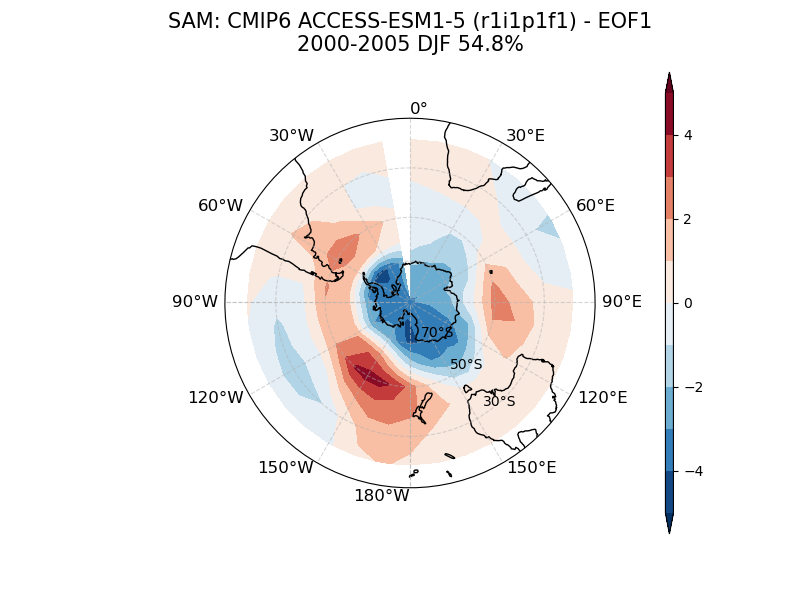 SAM: CMIP6 ACCESS-ESM1-5 (r1i1p1f1) - EOF1
2000-2005 DJF 54.8%
0°
30°W
30°E
60°W
60°E
90°W
90°E
120°W
120°E
150°W
150°E
180°W
70°S
50°S
30°S
4
2
0
−2
−4